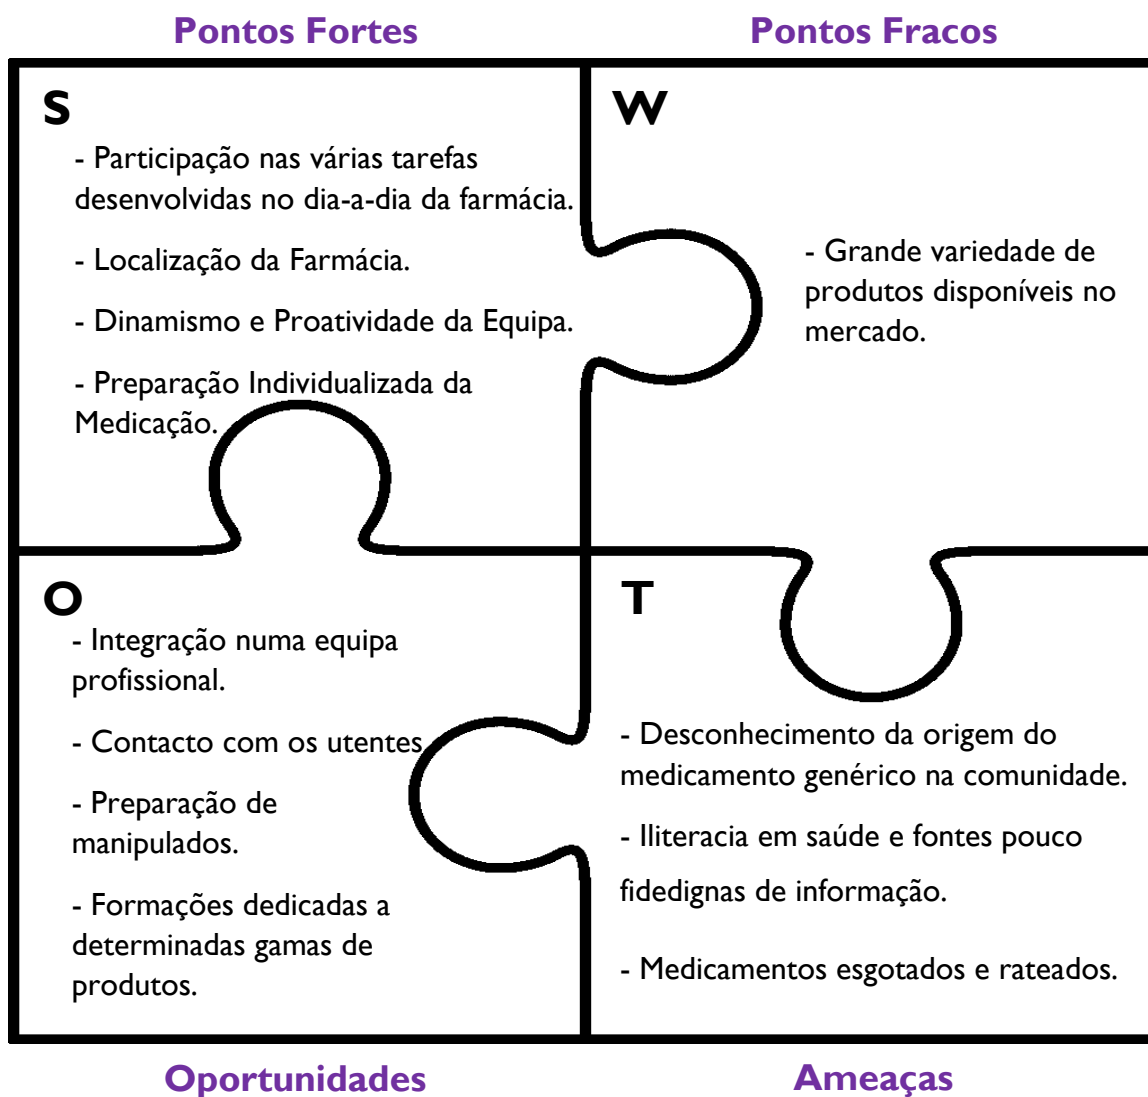 Pontos Fortes
Pontos Fracos
S
- Participação nas várias tarefas
desenvolvidas no dia-a-dia da farmácia.
- Localização da Farmácia.
- Dinamismo e Proatividade da Equipa.
- Preparação Individualizada da
Medicação.
W
- Grande variedade de
produtos disponíveis no
mercado.
O
- Integração numa equipa
profissional.
- Contacto com os utentes
- Preparação de
manipulados.
- Formações dedicadas a
determinadas gamas de
produtos.
T
- Desconhecimento da origem do
medicamento genérico na comunidade.
- Iliteracia em saúde e fontes pouco
fidedignas de informação.
- Medicamentos esgotados e rateados.
Oportunidades
Ameaças